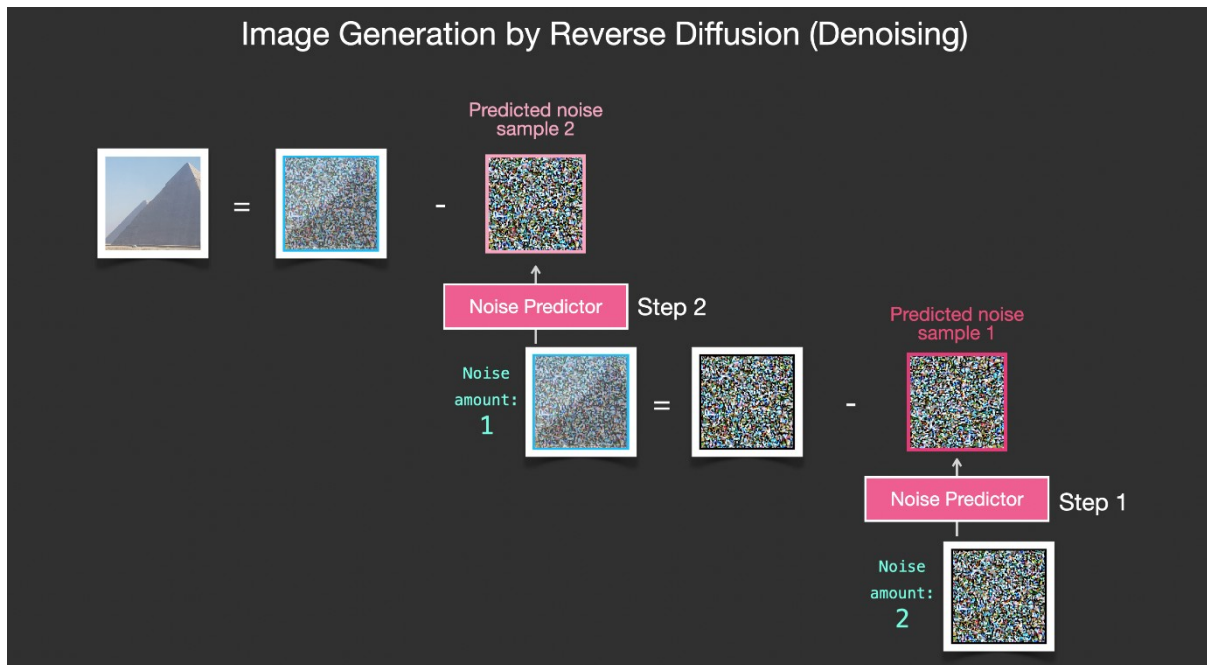 Image Generation by Reverse Diffusion (Denoising)
Predicted noise
sample 2
=
-
Noise Predictor
Step 2
Predicted noise
sample 1
Noise
amount:
1
=
-
Noise Predictor
Step 1
Noise
amount:
2